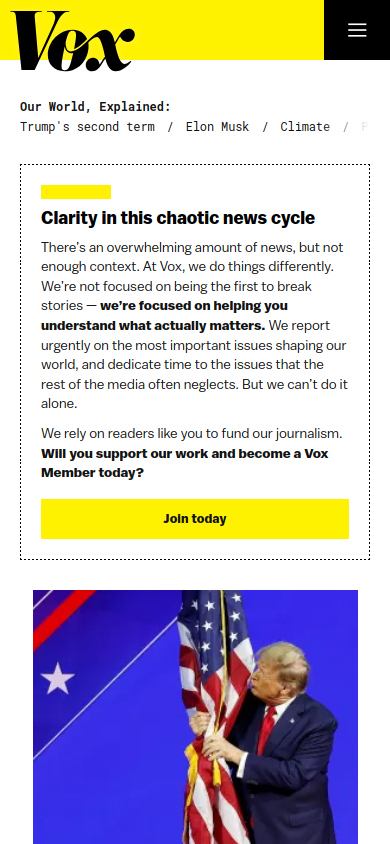 Vox
Our World, Explained:
Trump's second term / Elon Musk / Climate /
Clarity in this chaotic news cycle
There’s an overwhelming amount of news, but not
enough context. At Vox, we do things differently.
We’re not focused on being the first to break
stories — we’re focused on helping you
understand what actually matters. We report
urgently on the most important issues shaping our
world, and dedicate time to the issues that the
rest of the media often neglects. But we can’t do it
alone.
We rely on readers like you to fund our journalism.
Will you support our work and become a Vox
Member today?
Join today